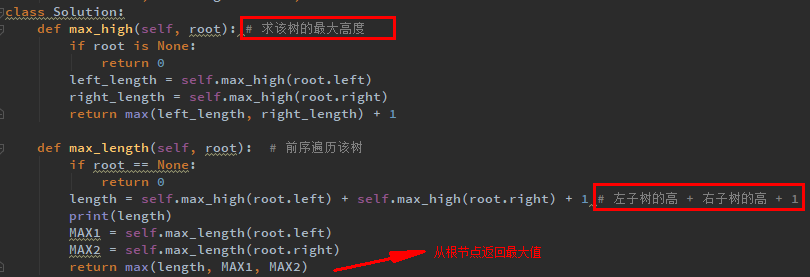 class Solution:
    def max_high(self, root): # 求该树的最大高度
        if root is None:
            return 0
        left_length = self.max_high(root.left)
        right_length = self.max_high(root.right)
        return max(left_length, right_length) + 1

    def max_length(self, root):  # 前序遍历该树
        if root == None:
            return 0
        length = self.max_high(root.left) + self.max_high(root.right) + 1 # 左子树的高 + 右子树的高 + 1
        print(length)
        MAX1 = self.max_length(root.left)
        MAX2 = self.max_length(root.right)
        return max(length, MAX1, MAX2)
从根节点返回最大值